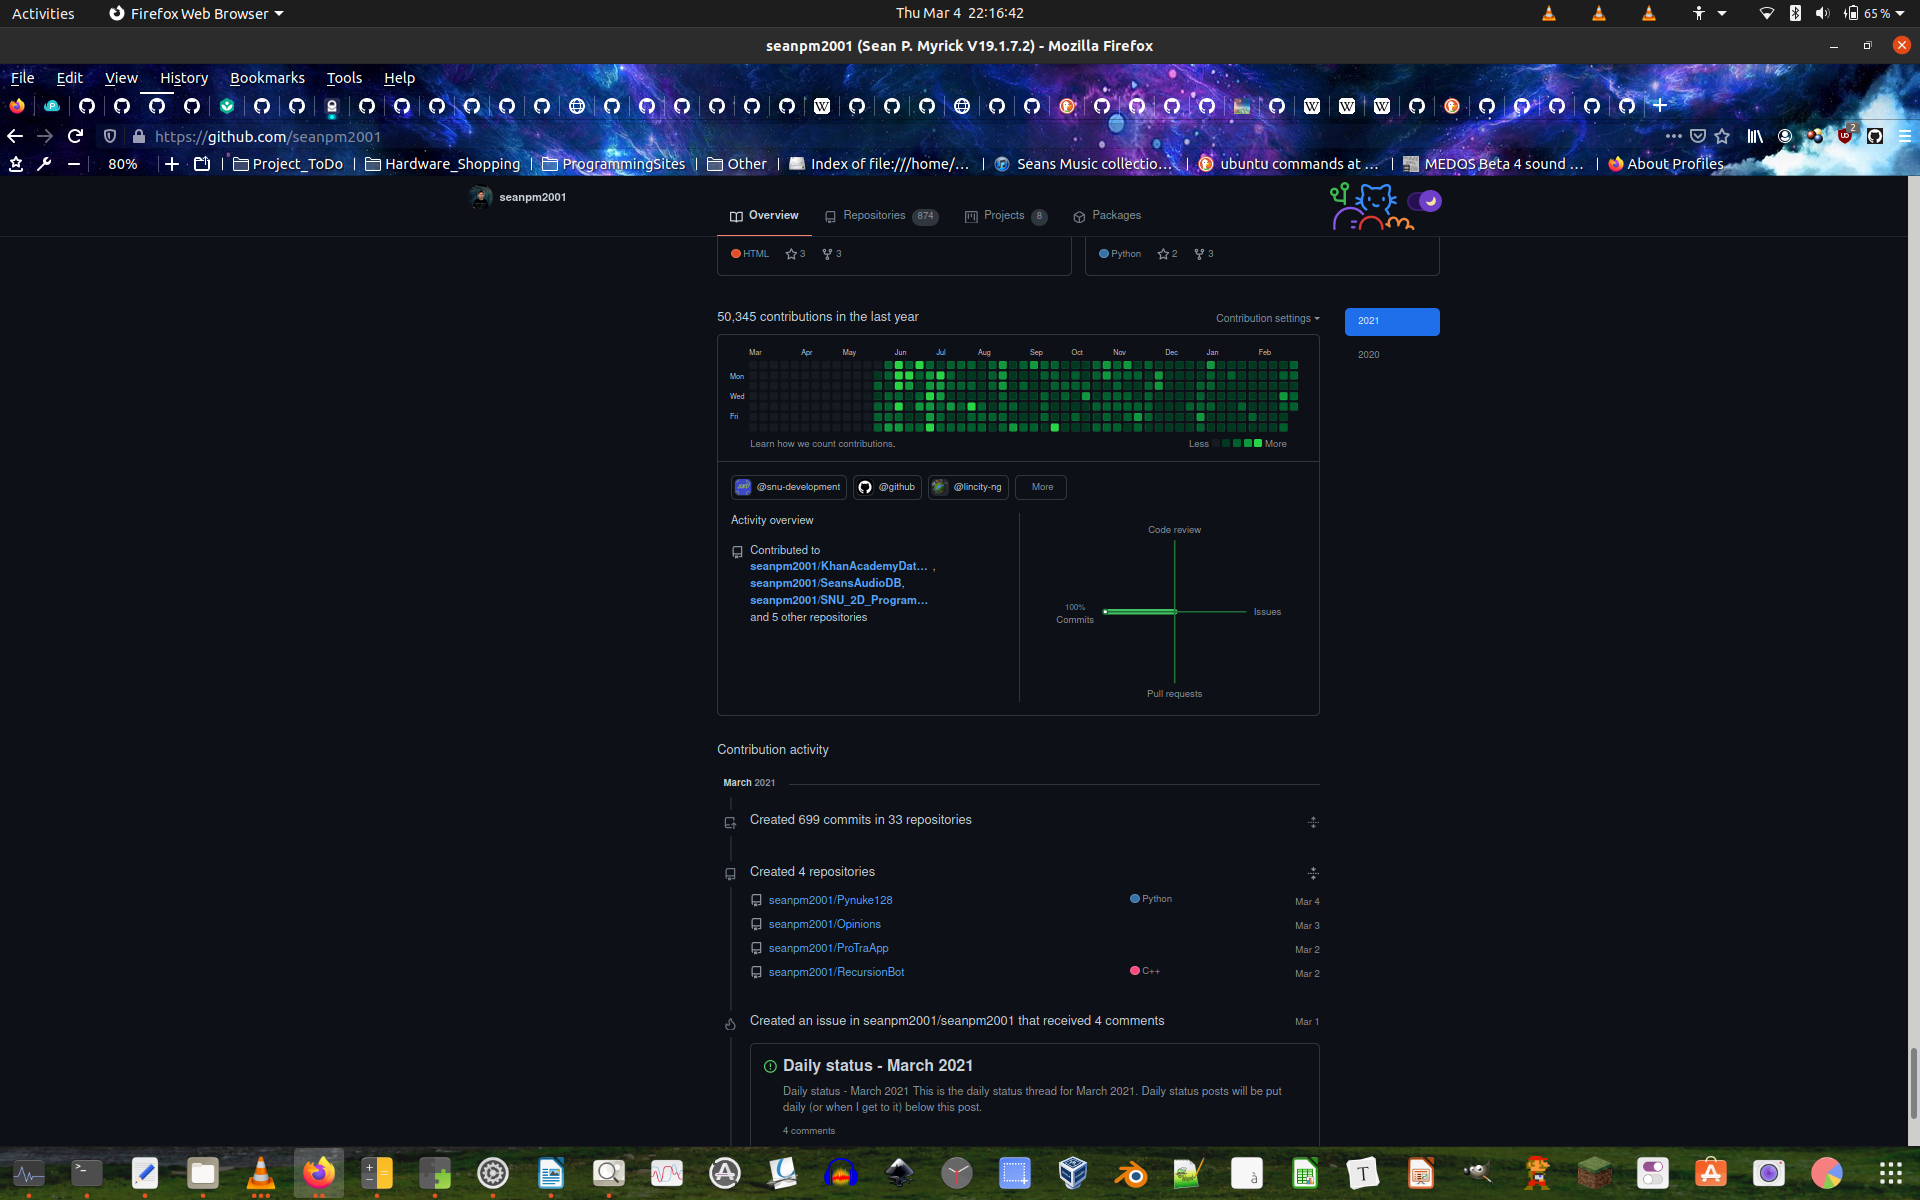 Activities Firefox Web Browser Thu Mar 4 22:16:42 65 %
seanpm2001 (Sean P. Myrick V19.1.7.2) - Mozilla Firefox
File Edit View History Bookmarks Tools Help
https://github.com/seanpm2001 2
80% Project_ToDo Hardware_Shopping ProgrammingSites Other Index of file:///home/… Seans Music collectio… ubuntu commands at … MEDOS Beta 4 sound … About Profiles
seanpm2001
Overview Repositories 874 Projects 8 Packages
HTML 3 3 Python 2 3
50,345 contributions in the last year Contribution settings 2021
2020
Mar Apr May Jun Jul Aug Sep Oct Nov Dec Jan Feb
Mon
Wed
Fri
Learn how we count contributions. Less More
@snu-development @github @lincity-ng More
Activity overview
Contributed to
seanpm2001/KhanAcademyDat… ,
seanpm2001/SeansAudioDB,
seanpm2001/SNU_2D_Program…
and 5 other repositories
Code review
100%
Commits
Issues
Pull requests
Contribution activity
March 2021
Created 699 commits in 33 repositories
Created 4 repositories
seanpm2001/Pynuke128 Python Mar 4
seanpm2001/Opinions Mar 3
seanpm2001/ProTraApp Mar 2
seanpm2001/RecursionBot C++ Mar 2
Created an issue in seanpm2001/seanpm2001 that received 4 comments Mar 1
Daily status - March 2021
Daily status - March 2021 This is the daily status thread for March 2021. Daily status posts will be put
daily (or when I get to it) below this post.
4 comments